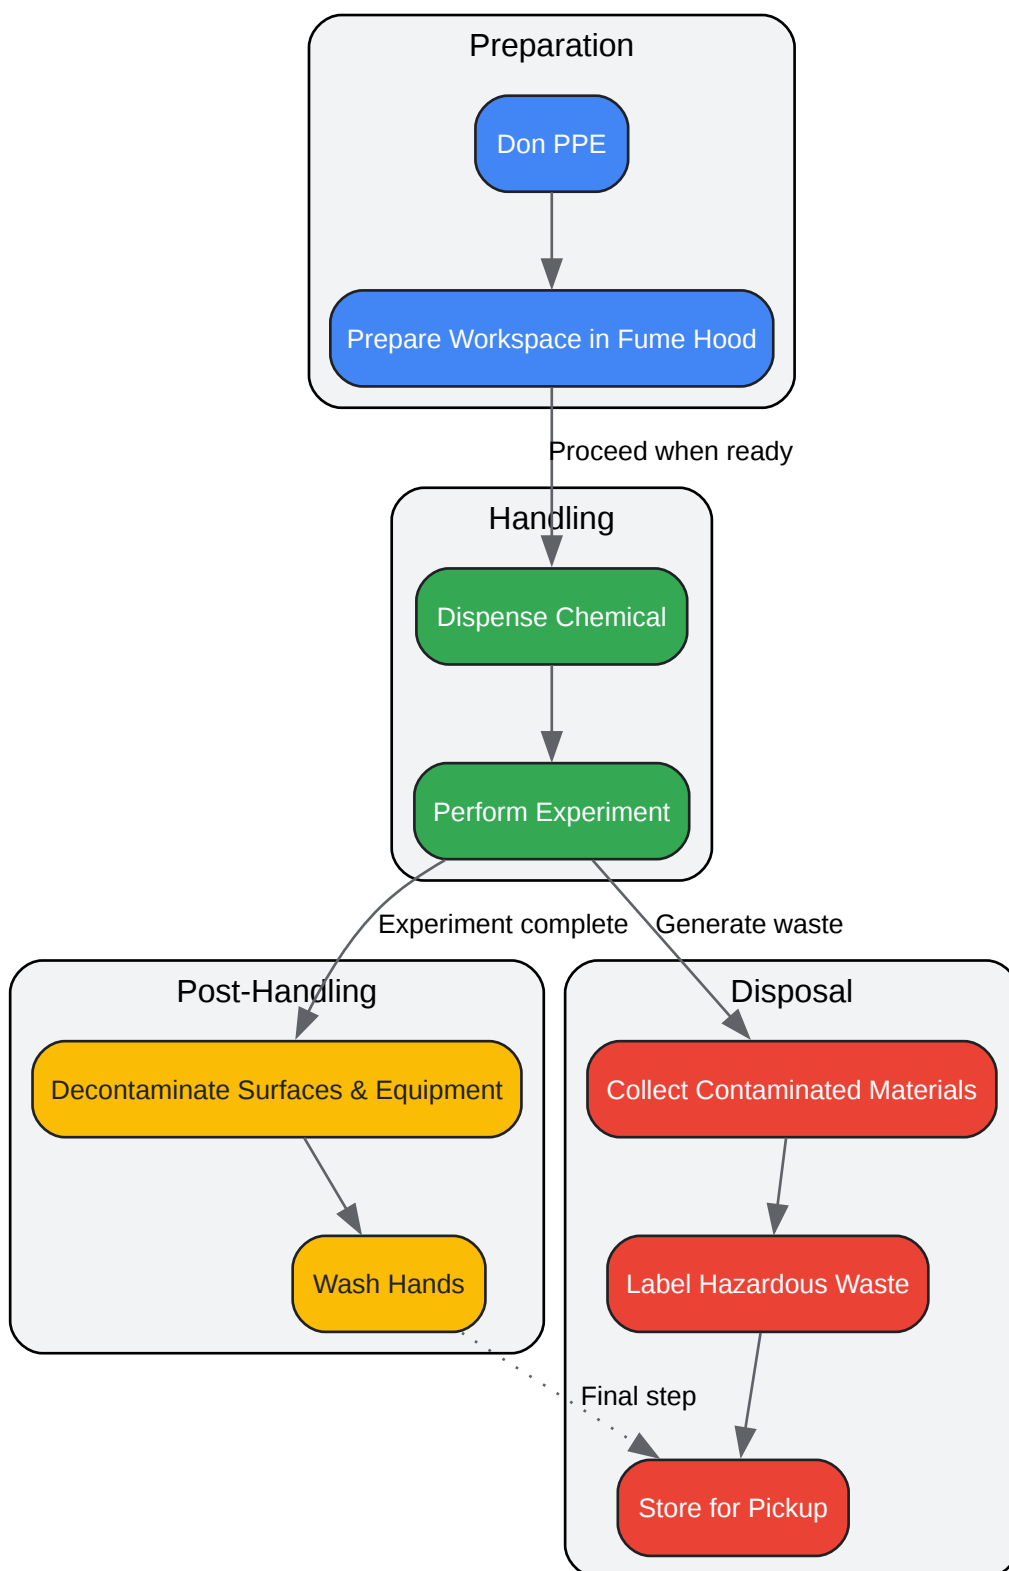 Preparation
Don PPE
Prepare Workspace in Fume Hood
Proceed when ready
Handling
Dispense Chemical
Perform Experiment
Experiment complete
Generate waste
Post-Handling
Disposal
Decontaminate Surfaces & Equipment
Collect Contaminated Materials
Wash Hands
Label Hazardous Waste
Final step
Store for Pickup